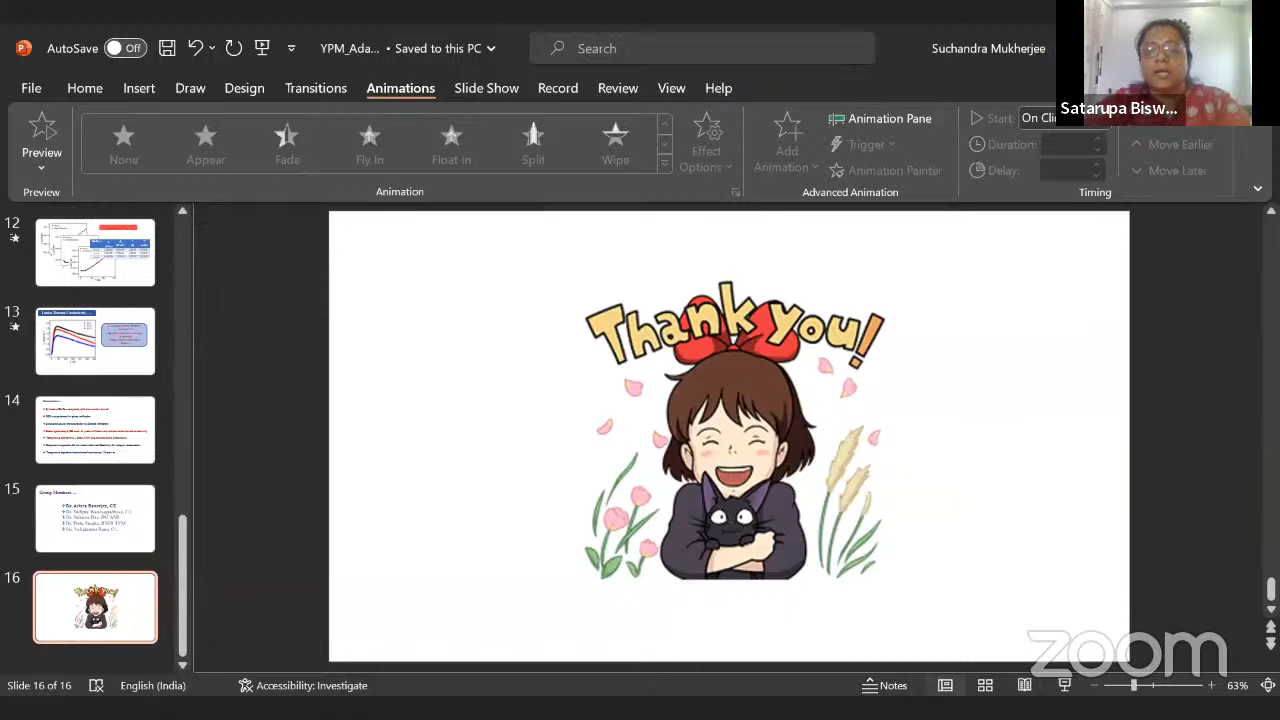 AutoSave Off YPM_Ada... • Saved to this PC Search Suchandra Mukherjee
File Home Insert Draw Design Transitions Animations Slide Show Record Review View Help
Satarupa Bisw...
Preview None Appear Fade Fly In Float In Split Wipe Effect Options Add Animation
Animation Pane
Trigger
Animation Painter
Start: On Cli
Duration:
Delay:
Move Earlier
Move Later
Preview Animation Advanced Animation Timing
12
13
14
15
Group Members
16
Thank you!
zoom
Slide 16 of 16 English (India) Accessibility: Investigate Notes 63%